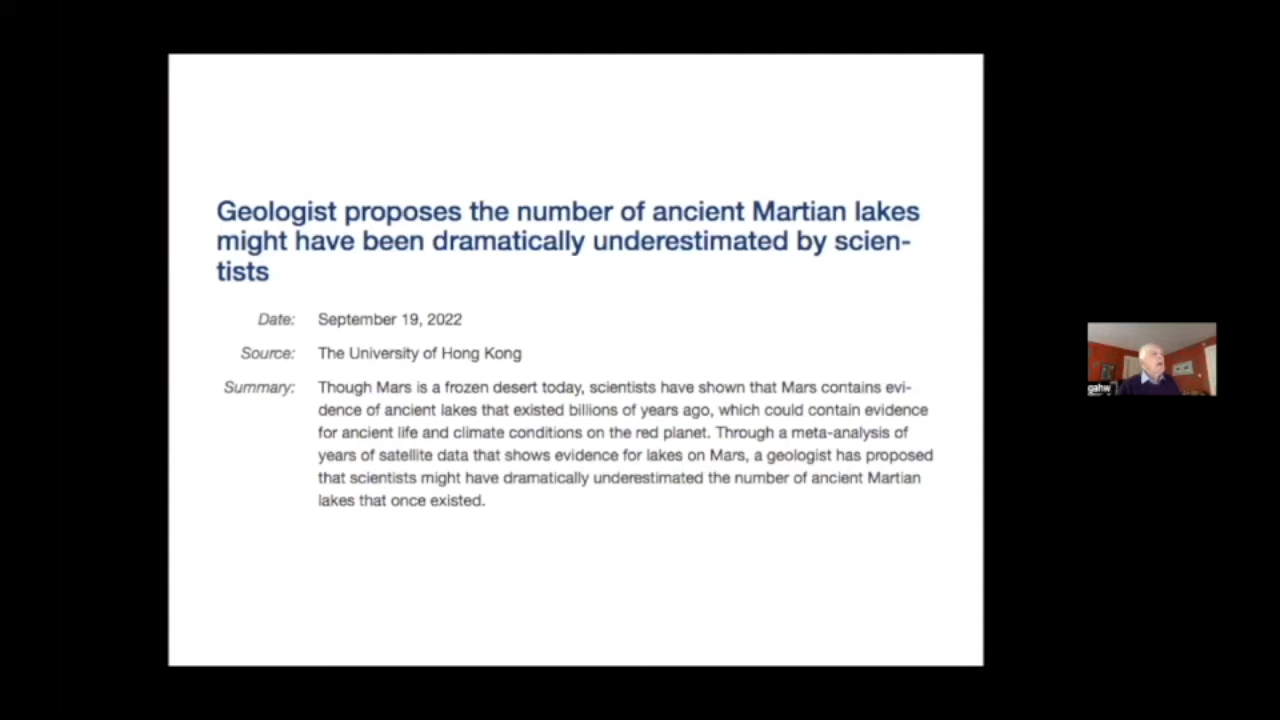 Geologist proposes the number of ancient Martian lakes
might have been dramatically underestimated by scien-
tists
Date: September 19, 2022
Source: The University of Hong Kong
Summary: Though Mars is a frozen desert today, scientists have shown that Mars contains evi-
dence of ancient lakes that existed billions of years ago, which could contain evidence
for ancient life and climate conditions on the red planet. Through a meta-analysis of
years of satellite data that shows evidence for lakes on Mars, a geologist has proposed
that scientists might have dramatically underestimated the number of ancient Martian
lakes that once existed.
gahw